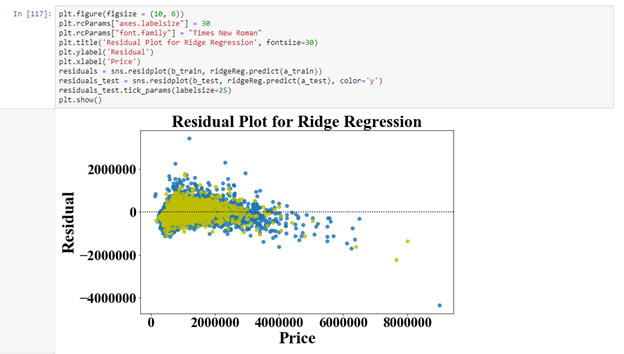 In [117]: plt.figure(figsize = (10, 6))
plt.rcParams["axes.labelsize"] = 30
plt.rcParams["font.family"] = "Times New Roman"
plt.title('Residual Plot for Ridge Regression', fontsize=30)
plt.ylabel('Residual')
plt.xlabel('Price')
residuals = sns.residplot(b_train, ridgeReg.predict(a_train))
residuals_test = sns.residplot(b_test, ridgeReg.predict(a_test), color='y')
residuals_test.tick_params(labelsize=25)
plt.show()
Residual Plot for Ridge Regression
2000000
0
−2000000
−4000000
Residual
0 2000000 4000000 6000000 8000000
Price